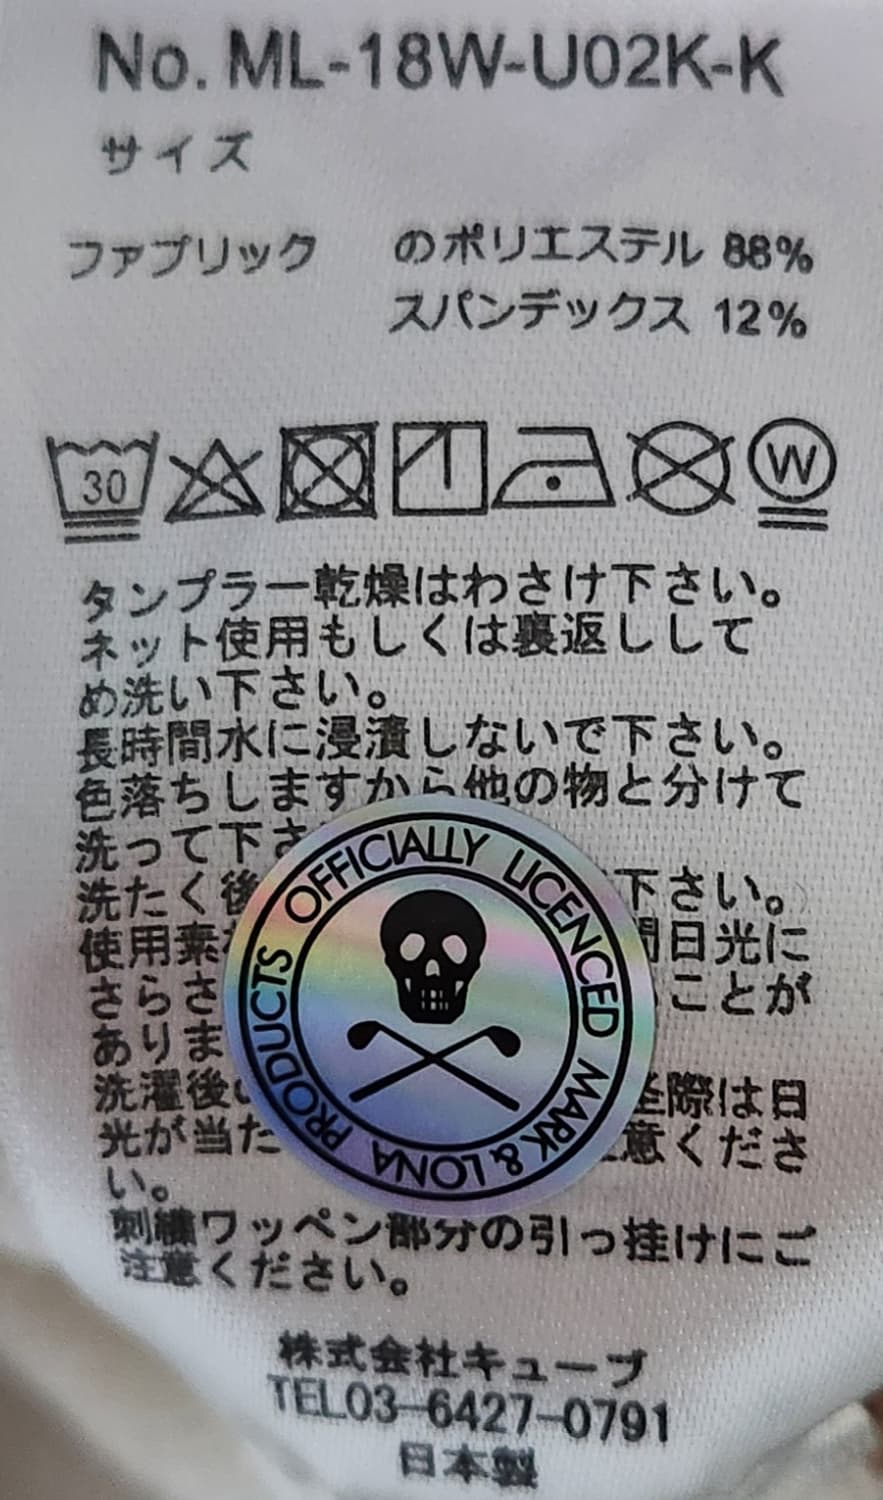 No. ML-18W-U02K-K
サイズ
ファブリック のポリエステル 88%
スパンデックス 12%
30
W
タンプラー乾燥はわさけ下さい。
ネット使用もしくは裏返しして
め洗い下さい。
長時間水に浸漬しないで下さい。
色落ちしますから他の物と分けて
洗って下さ
洗たく後 下さい。
使用素 間日光に
さらさ ことが
ありま
洗濯後 際は日
光が当た 意くださ
い。
刺繍ワッペン部分の引っ掛けにご
注意ください。
OFFICIALLY LICENCED MARK & LONA PRODUCTS
株式会社キューブ
TEL03-6427-0791
日本製